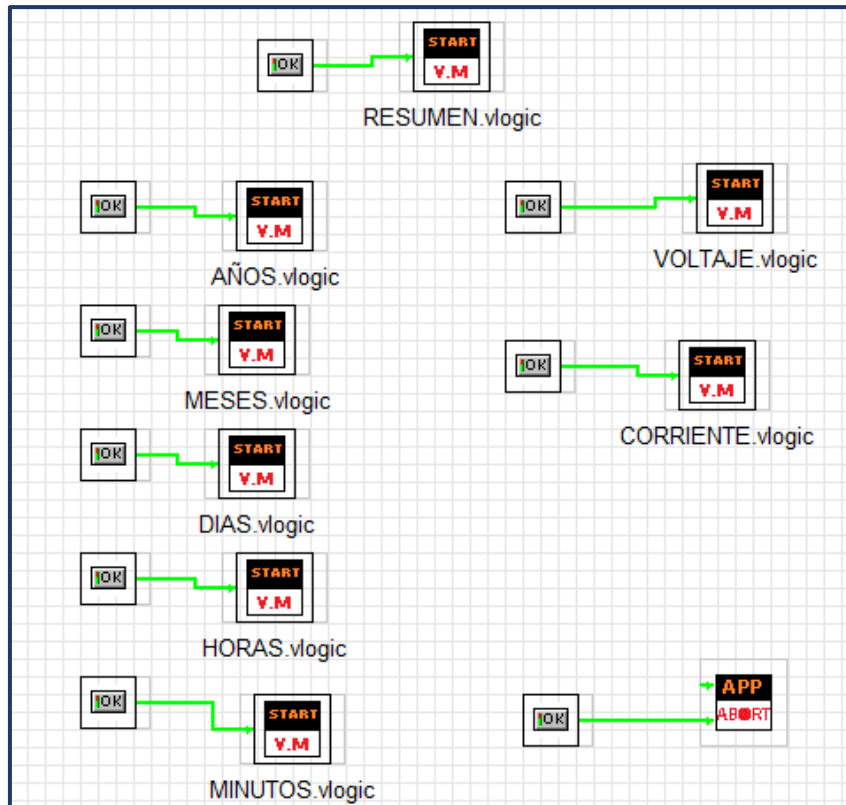 OK
START
V.M
RESUMEN.vlogic
OK
START
V.M
AÑOS.vlogic
OK
START
V.M
VOLTAJE.vlogic
OK
START
V.M
MESES.vlogic
OK
START
V.M
CORRIENTE.vlogic
OK
START
V.M
DIAS.vlogic
OK
START
V.M
HORAS.vlogic
OK
START
V.M
MINUTOS.vlogic
OK
APP
ABORT